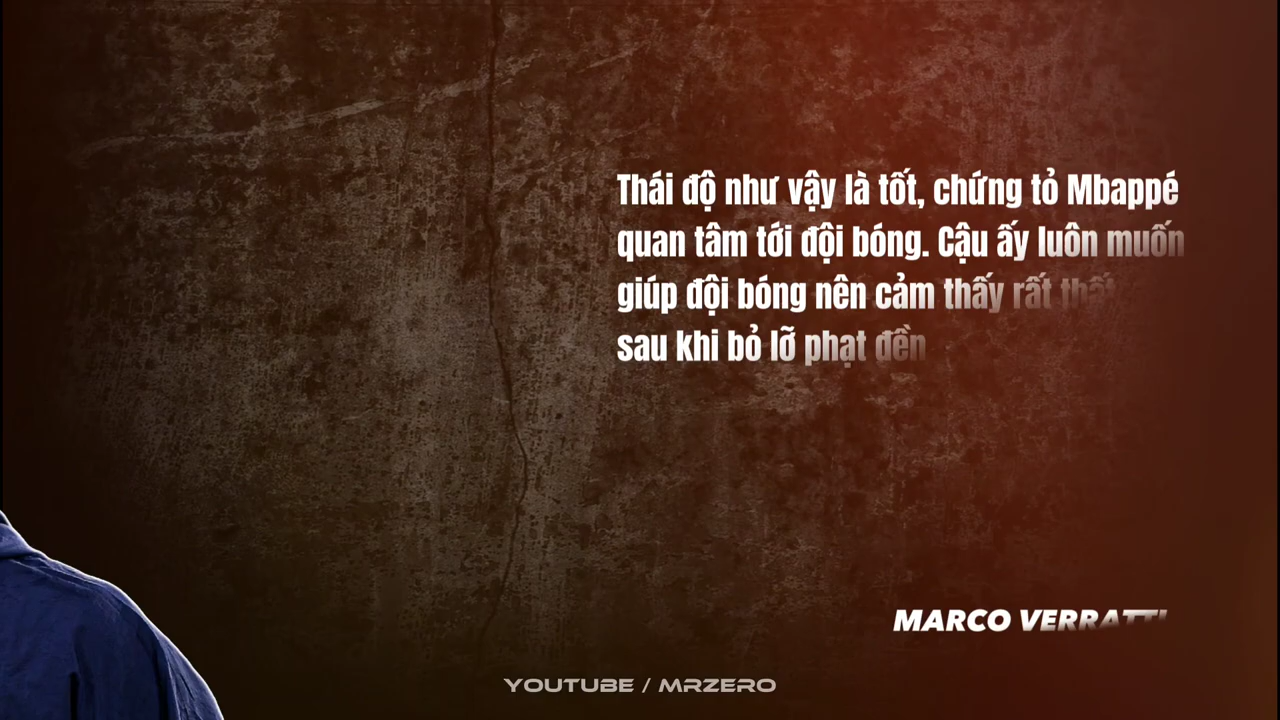 Thái độ như vậy là tốt, chứng tỏ Mbappé
quan tâm tới đội bóng. Cậu ấy luôn muốn
giúp đội bóng nên cảm thấy rất thất
sau khi bỏ lỡ phạt đền
MARCO VERRATTI
YOUTUBE / MRZERO